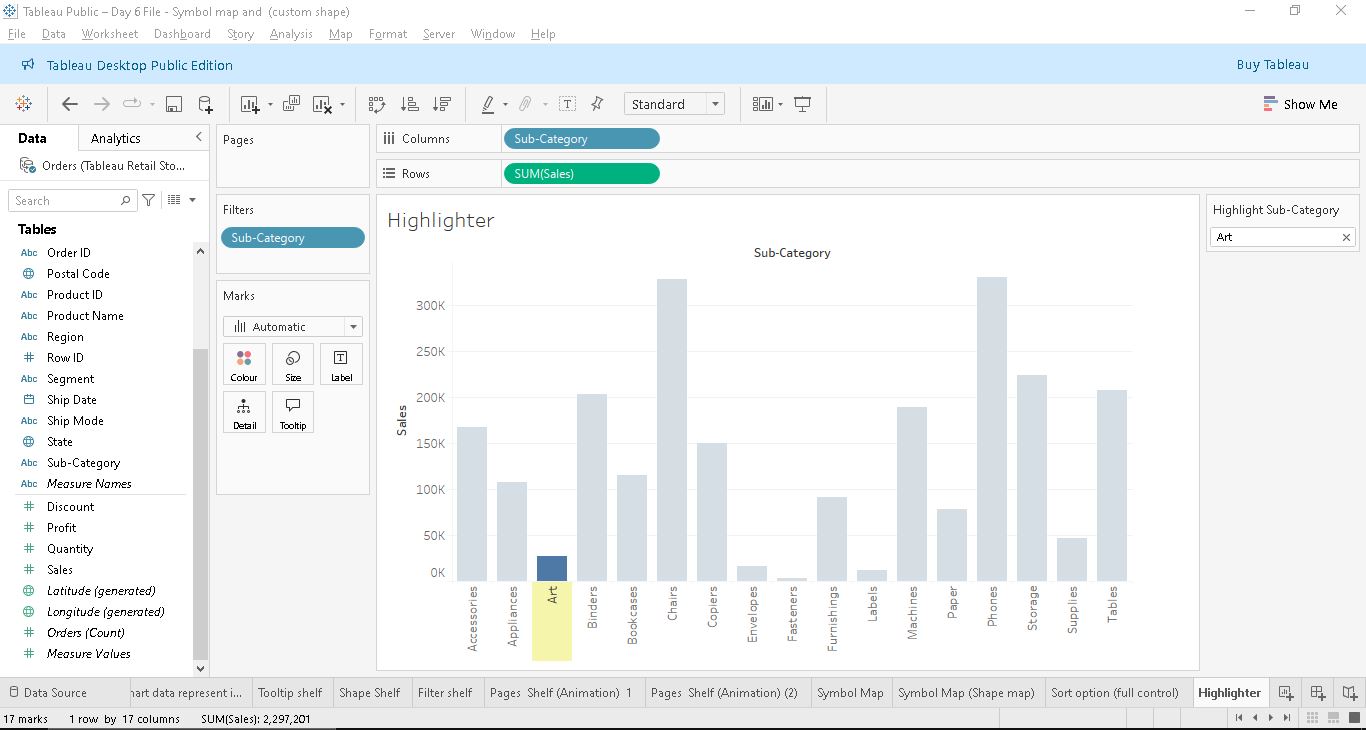 Tableau Public – Day 6 File - Symbol map and (custom shape)
File Data Worksheet Dashboard Story Analysis Map Format Server Window Help
Tableau Desktop Public Edition
Buy Tableau
Standard
Show Me
Data
Analytics
Orders (Tableau Retail Sto...
Search
Tables
Abc Order ID
Postal Code
Abc Product ID
Abc Product Name
Abc Region
# Row ID
Abc Segment
Ship Date
Abc Ship Mode
State
Abc Sub-Category
Abc Measure Names
# Discount
# Profit
# Quantity
# Sales
Latitude (generated)
Longitude (generated)
# Orders (Count)
# Measure Values
Pages
Filters
Sub-Category
Marks
Automatic
Colour
Size
Label
Detail
Tooltip
Columns
Sub-Category
Rows
SUM(Sales)
Highlighter
Sub-Category
Sales
300K
250K
200K
150K
100K
50K
0K
Accessories
Appliances
Art
Binders
Bookcases
Chairs
Copiers
Envelopes
Fasteners
Furnishings
Labels
Machines
Paper
Phones
Storage
Supplies
Tables
Highlight Sub-Category
Art
Data Source
data represent i...
Tooltip shelf
Shape Shelf
Filter shelf
Pages Shelf (Animation) 1
Pages Shelf (Animation) (2)
Symbol Map
Symbol Map (Shape map)
Sort option (full control)
Highlighter
17 marks
1 row by 17 columns
SUM(Sales): 2,297,201